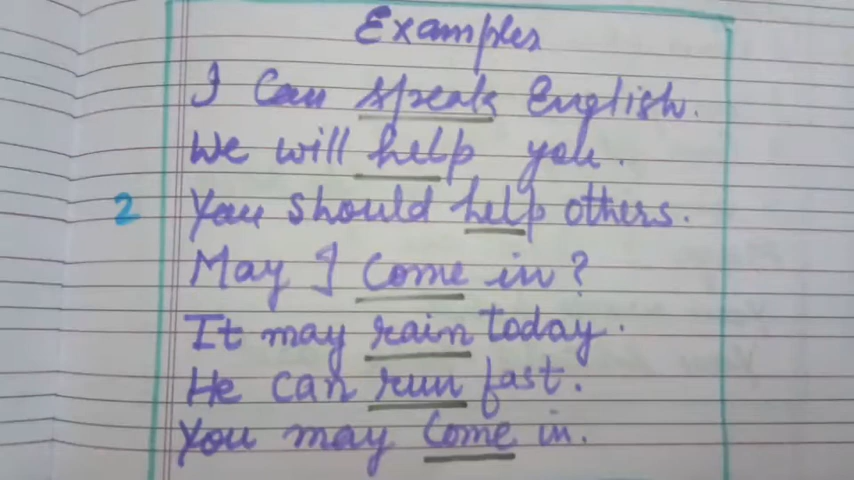 Examples
I Can speak English.
We will help you.
2 You should help others.
May I Come in?
It may rain today.
He can run fast.
You may Come in.